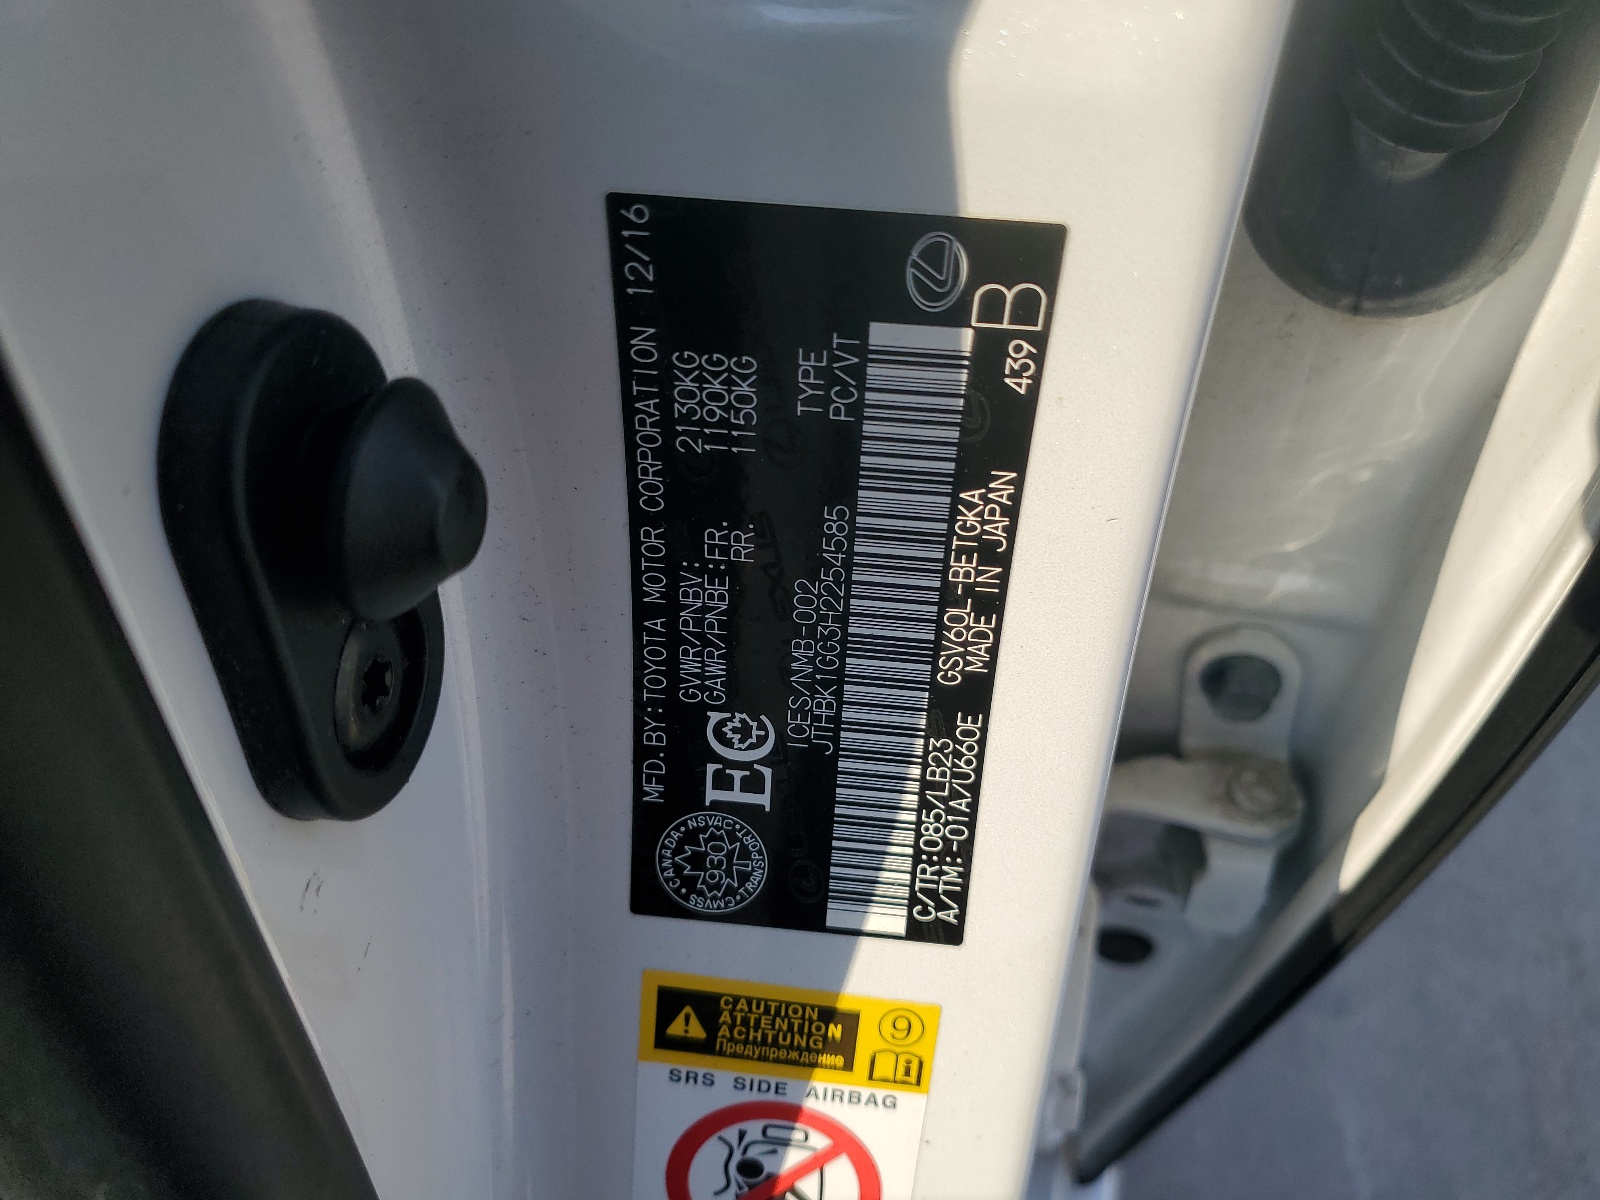 MFD. BY: TOYOTA MOTOR CORPORATION 12/16
GVWR/PNBV: 2130KG
GAWR/PNBE: FR. 1190KG
RR. 1150KG
EC
CANADA · NSVAC · TRANSPORT · CMVSS ·
930
ICES/NMB-002 TYPE
JTHBK1GG3H2254585 PC/VT
C/TR: 085/LB23 GSV60L-BETGKA
A/TM: -01A/U660E MADE IN JAPAN 439 B
CAUTION
ATTENTION
ACHTUNG
Предупреждение
9
i
SRS SIDE AIRBAG